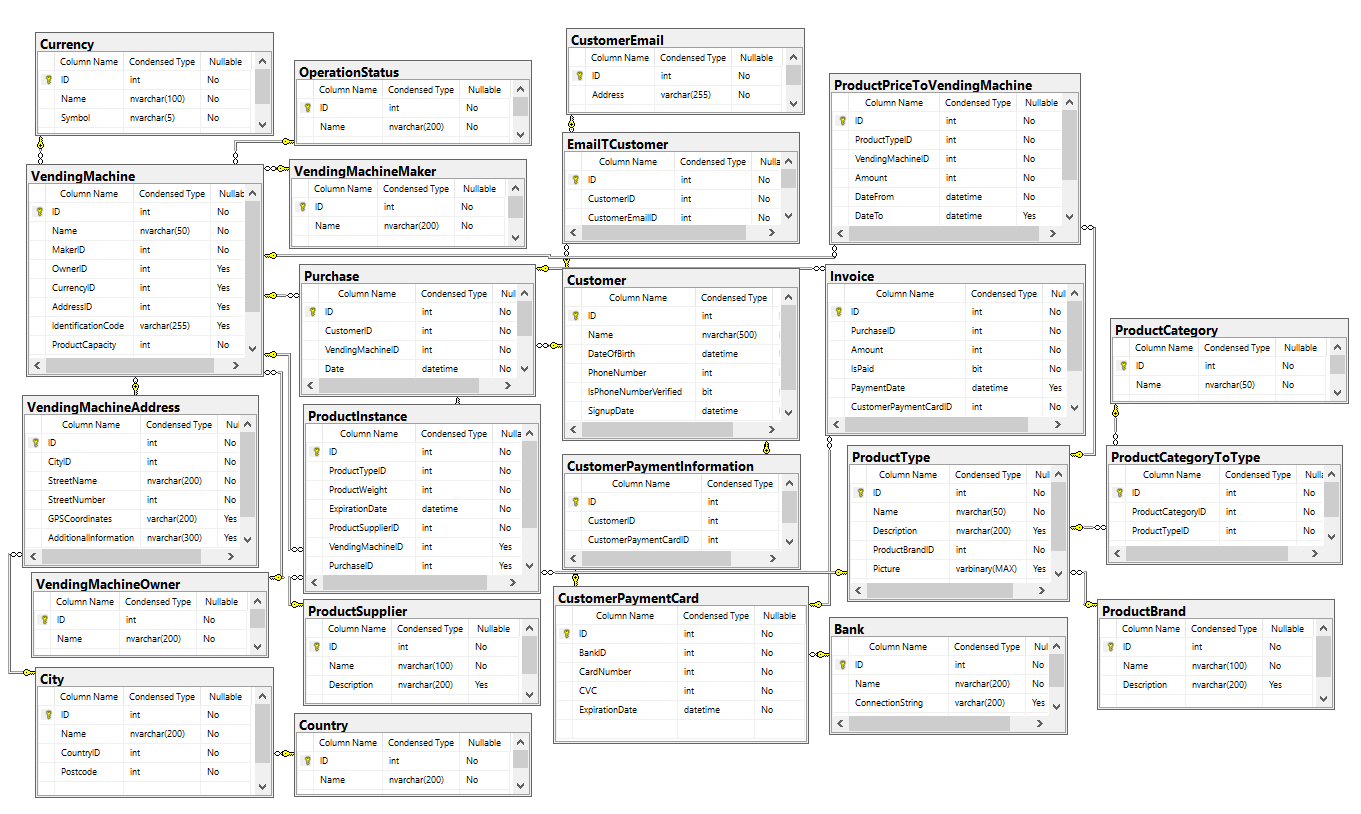 Currency
Column Name Condensed Type Nullable
ID int No
Name nvarchar(100) No
Symbol nvarchar(5) No
OperationStatus
Column Name Condensed Type Nullable
ID int No
Name nvarchar(200) No
CustomerEmail
Column Name Condensed Type Nullable
ID int No
Address varchar(255) No
ProductPriceToVendingMachine
Column Name Condensed Type Nullable
ID int No
ProductTypeID int No
VendingMachineID int No
Amount int No
DateFrom datetime No
DateTo datetime Yes
VendingMachine
Column Name Condensed Type Nullab
ID int No
Name nvarchar(50) No
MakerID int No
OwnerID int Yes
CurrencyID int Yes
AddressID int Yes
IdentificationCode varchar(255) Yes
ProductCapacity int No
VendingMachineMaker
Column Name Condensed Type Nullable
ID int No
Name nvarchar(200) No
EmailTCustomer
Column Name Condensed Type Nulla
ID int No
CustomerID int No
CustomerEmailID int No
Purchase
Column Name Condensed Type Nul
ID int No
CustomerID int No
VendingMachineID int No
Date datetime No
Customer
Column Name Condensed Type
ID int
Name nvarchar(500)
DateOfBirth datetime
PhoneNumber int
IsPhoneNumberVerified bit
SignupDate datetime
Invoice
Column Name Condensed Type Nul
ID int No
PurchaseID int No
Amount int No
IsPaid bit No
PaymentDate datetime Yes
CustomerPaymentCardID int No
ProductCategory
Column Name Condensed Type Nullable
ID int No
Name nvarchar(50) No
VendingMachineAddress
Column Name Condensed Type Nu
ID int No
CityID int No
StreetName nvarchar(200) No
StreetNumber int No
GPSCoordinates varchar(200) Yes
AdditionalInformation nvarchar(300) Yes
ProductInstance
Column Name Condensed Type Nulla
ID int No
ProductTypeID int No
ProductWeight int No
ExpirationDate datetime No
ProductSupplierID int No
VendingMachineID int Yes
PurchaseID int Yes
CustomerPaymentInformation
Column Name Condensed Type
ID int
CustomerID int
CustomerPaymentCardID int
ProductType
Column Name Condensed Type Nul
ID int No
Name nvarchar(50) No
Description nvarchar(200) Yes
ProductBrandID int No
Picture varbinary(MAX) Yes
ProductCategoryToType
Column Name Condensed Type Null
ID int No
ProductCategoryID int No
ProductTypeID int No
VendingMachineOwner
Column Name Condensed Type Nullable
ID int No
Name nvarchar(200) No
ProductSupplier
Column Name Condensed Type Nullable
ID int No
Name nvarchar(100) No
Description nvarchar(200) Yes
CustomerPaymentCard
Column Name Condensed Type Nullable
ID int No
BankID int No
CardNumber int No
CVC int No
ExpirationDate datetime No
Bank
Column Name Condensed Type Nul
ID int No
Name nvarchar(200) No
ConnectionString varchar(200) Yes
ProductBrand
Column Name Condensed Type Nullable
ID int No
Name nvarchar(100) No
Description nvarchar(200) Yes
City
Column Name Condensed Type Nullable
ID int No
Name nvarchar(200) No
CountryID int No
Postcode int No
Country
Column Name Condensed Type Nullable
ID int No
Name nvarchar(200) No